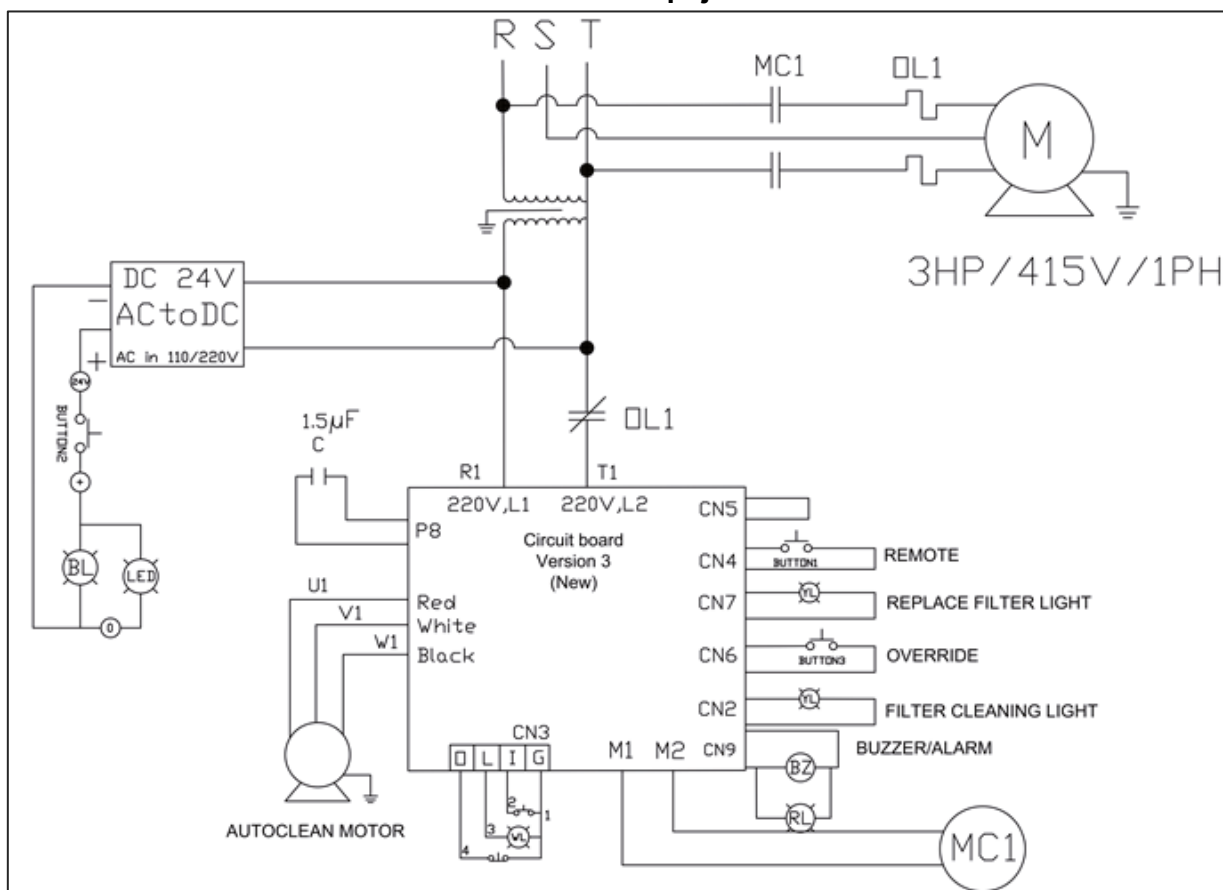 R S T
MC1 OL1
M
3HP/415V/1PH
DC 24V
ACtoDC
AC in 110/220V
24V
BUTTON2
+
BL LED
0
OL1
1.5µF
C
R1 T1
220V,L1 220V,L2
Circuit board
Version 3
(New)
P8
U1 Red
V1 White
W1 Black
CN5
CN4 BUTTON1 REMOTE
CN7 YL REPLACE FILTER LIGHT
CN6 BUTTON3 OVERRIDE
CN2 YL FILTER CLEANING LIGHT
CN9 BUZZER/ALARM
BZ
RL
CN3
O L I G
M1 M2
2 1
3 WL
4
AUTOCLEAN MOTOR
MC1